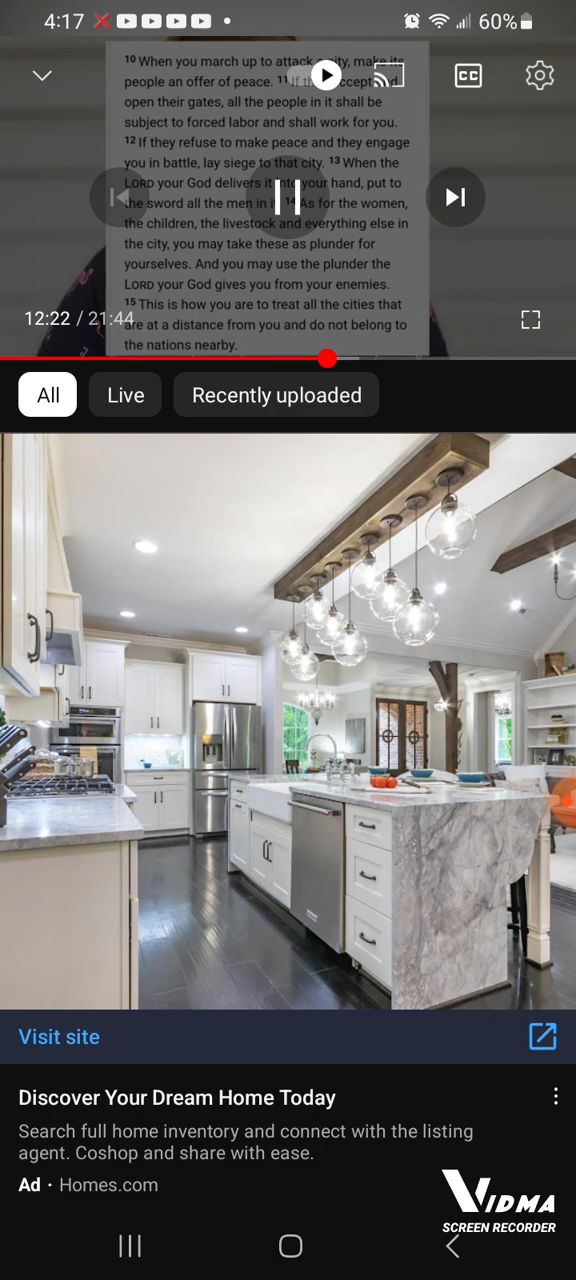 4:17
60%
10 When you march up to attack a city, make its
people an offer of peace. 11 If they accept and
open their gates, all the people in it shall be
subject to forced labor and shall work for you.
12 If they refuse to make peace and they engage
you in battle, lay siege to that city. 13 When the
LORD your God delivers it into your hand, put to
the sword all the men in it. 14 As for the women,
the children, the livestock and everything else in
the city, you may take these as plunder for
yourselves. And you may use the plunder the
LORD your God gives you from your enemies.
15 This is how you are to treat all the cities that
are at a distance from you and do not belong to
the nations nearby.
CC
12:22 / 21:44
All
Live
Recently uploaded
Visit site
Discover Your Dream Home Today
Search full home inventory and connect with the listing
agent. Coshop and share with ease.
Ad · Homes.com
VIDMA
SCREEN RECORDER